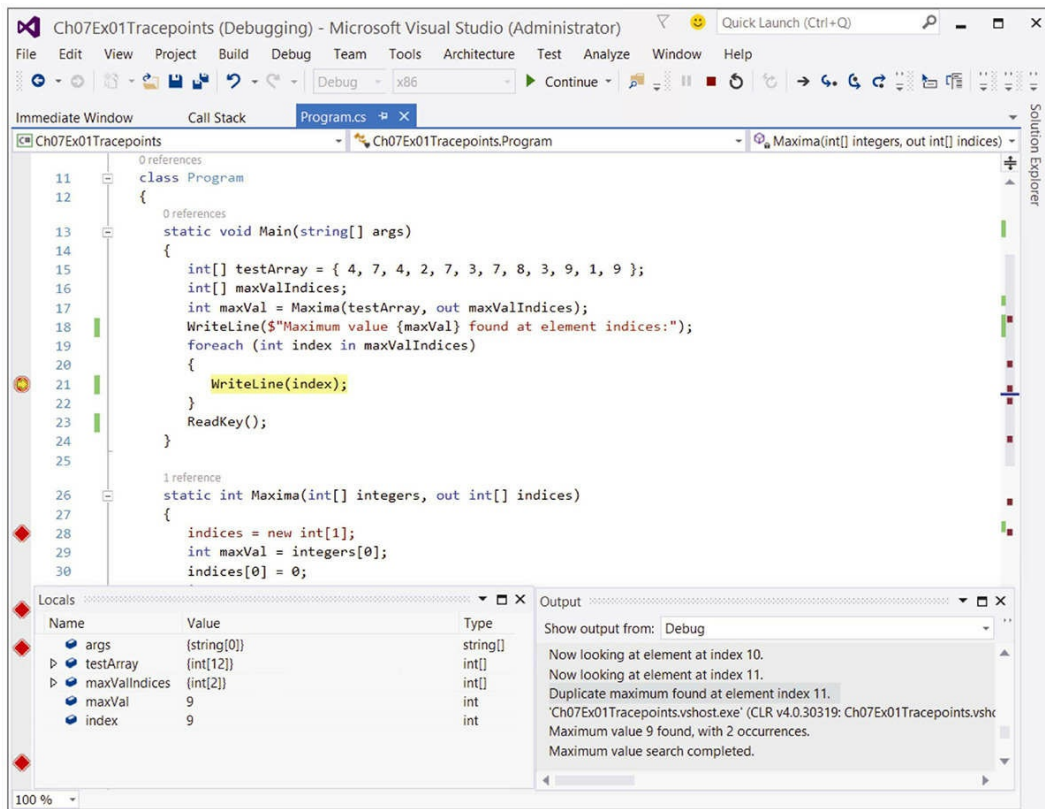 Ch07Ex01Tracepoints (Debugging) - Microsoft Visual Studio (Administrator)
Quick Launch (Ctrl+Q)
File Edit View Project Build Debug Team Tools Architecture Test Analyze Window Help
Debug x86 Continue
Immediate Window Call Stack Program.cs
Solution Explorer
C# Ch07Ex01Tracepoints Ch07Ex01Tracepoints.Program Maxima(int[] integers, out int[] indices)
0 references
11 class Program
12 {
0 references
13 static void Main(string[] args)
14 {
15 int[] testArray = { 4, 7, 4, 2, 7, 3, 7, 8, 3, 9, 1, 9 };
16 int[] maxValIndices;
17 int maxVal = Maxima(testArray, out maxValIndices);
18 WriteLine($"Maximum value {maxVal} found at element indices:");
19 foreach (int index in maxValIndices)
20 {
21 WriteLine(index);
22 }
23 ReadKey();
24 }
25
1 reference
26 static int Maxima(int[] integers, out int[] indices)
27 {
28 indices = new int[1];
29 int maxVal = integers[0];
30 indices[0] = 0;
Locals
Name Value Type
args {string[0]} string[]
testArray {int[12]} int[]
maxValIndices {int[2]} int[]
maxVal 9 int
index 9 int
Output
Show output from: Debug
Now looking at element at index 10.
Now looking at element at index 11.
Duplicate maximum found at element index 11.
'Ch07Ex01Tracepoints.vshost.exe' (CLR v4.0.30319: Ch07Ex01Tracepoints.vsho
Maximum value 9 found, with 2 occurrences.
Maximum value search completed.
100 %